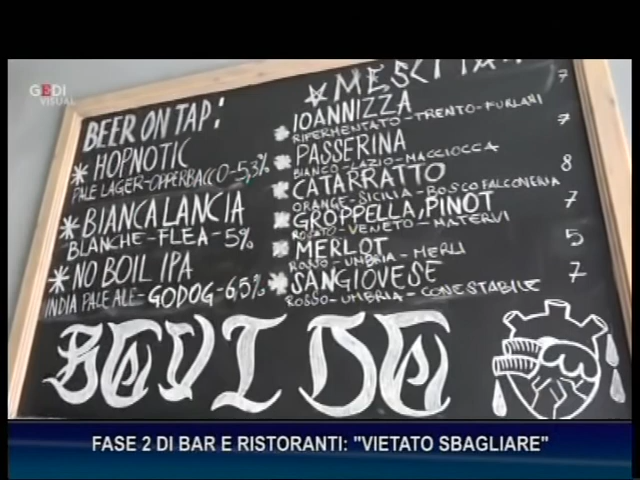 GEDI
VISUAL
BEER ON TAP:
* HOPNOTIC
PALE LAGER-OPPERBACCO-5,3%
* BIANCALANCIA
BLANCHE-FLEA-5%
* NO BOIL IPA
INDIA PALE ALE-GODOG-6,5%
MESCITA
7
IOANNIZZA
RIFERMENTATO-TRENTO-FURLANI
PASSERINA 7
BIANCO-LAZIO-MACCIOCCA
CATARRATTO 8
ORANGE-SICILIA-BOSCO FALCONERIA
GROPPELLA, PINOT 7
ROSATO-VENETO-MATERVI
MERLOT 5
ROSSO-UMBRIA-MERLI
SANGIOVESE 7
ROSSO-UMBRIA-CONESTABILE
FASE 2 DI BAR E RISTORANTI: "VIETATO SBAGLIARE"